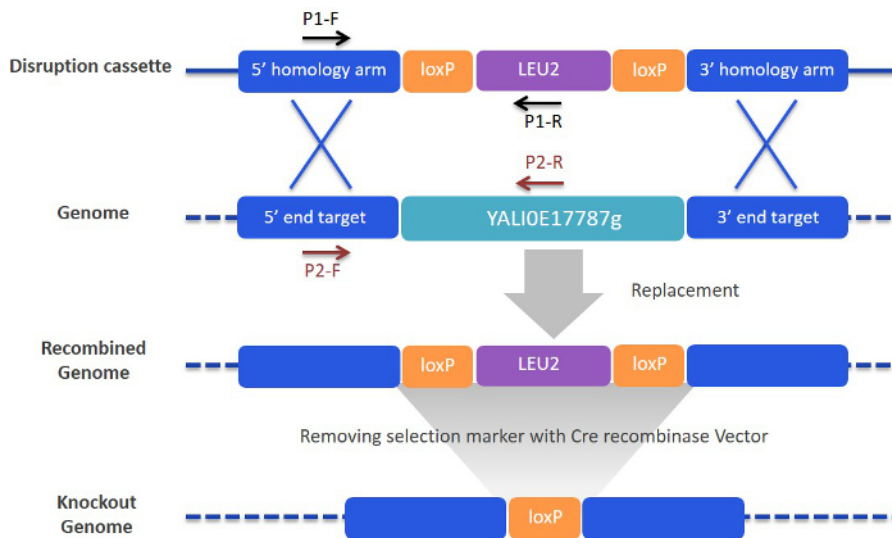 P1-F
Disruption cassette
5' homology arm
loxP
LEU2
loxP
3' homology arm
P1-R
P2-R
Genome
5' end target
YALI0E17787g
3' end target
P2-F
Replacement
Recombined
Genome
loxP
LEU2
loxP
Removing selection marker with Cre recombinase Vector
Knockout
Genome
loxP